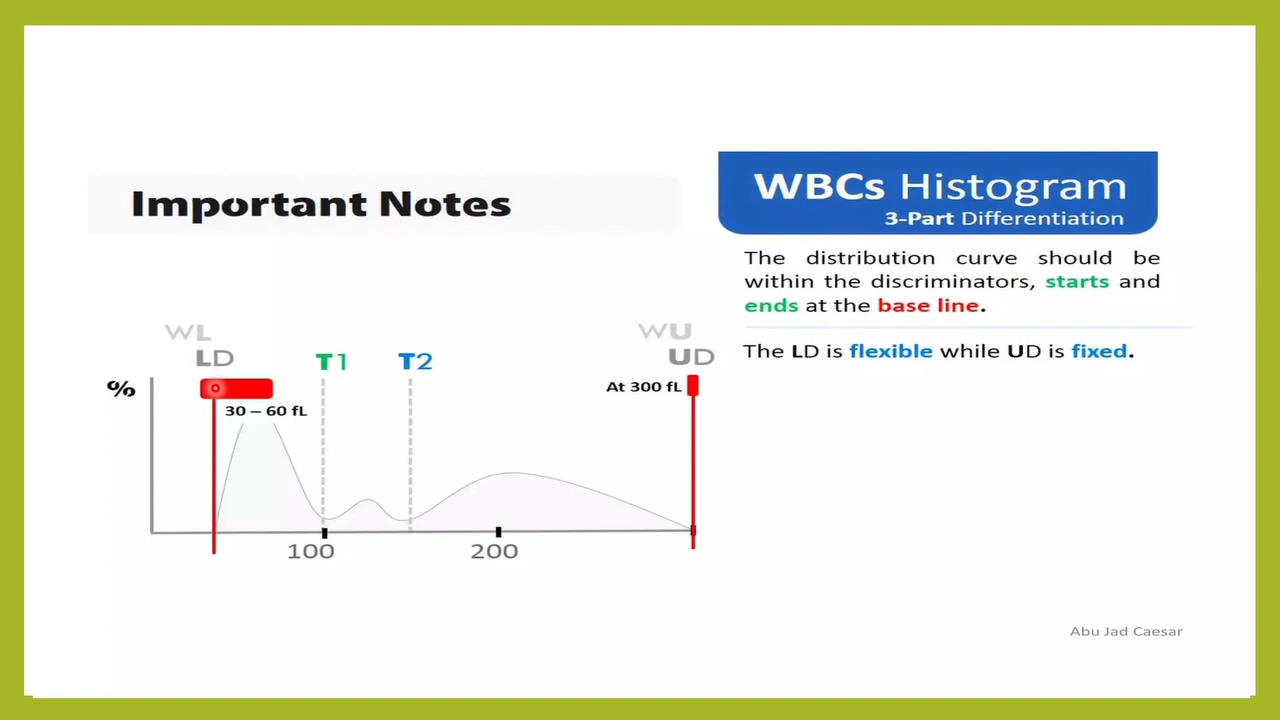 Important Notes
WBCs Histogram
3-Part Differentiation
The distribution curve should be
within the discriminators, starts and
ends at the base line.
The LD is flexible while UD is fixed.
WL
LD
T1
T2
WU
UD
%
At 300 fL
30 – 60 fL
100
200
Abu Jad Caesar